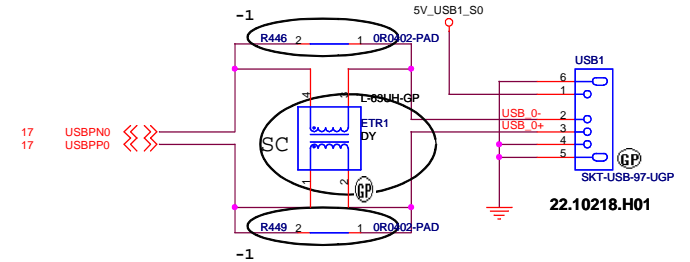 -1
5V_USB1_S0
R446 2 1 0R0402-PAD
USB1
4 3 L-63UH-GP
6
1
ETR1
USB_0-
2
17 USBPN0
DY
USB_0+
3
17 USBPP0
SC
4
5
GP
1 2
GP
SKT-USB-97-UGP
22.10218.H01
R449 2 1 0R0402-PAD
-1